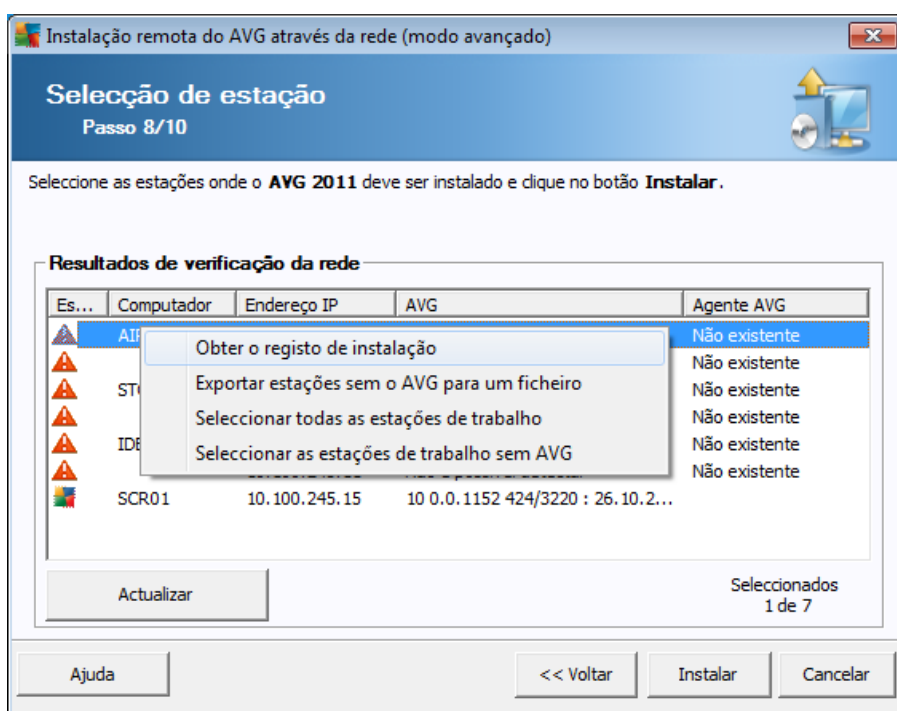 Instalação remota do AVG através da rede (modo avançado)
Selecção de estação
Passo 8/10
Seleccione as estações onde o AVG 2011 deve ser instalado e clique no botão Instalar.
Resultados de verificação da rede
Es... Computador Endereço IP AVG Agente AVG
Não existente
Obter o registo de instalação
Não existente
Exportar estações sem o AVG para um ficheiro
Não existente
Seleccionar todas as estações de trabalho
Não existente
Não existente
Seleccionar as estações de trabalho sem AVG
Não existente
SCR01 10.100.245.15 10 0.0.1152 424/3220 : 26.10.2...
Actualizar
Seleccionados
1 de 7
Ajuda << Voltar Instalar Cancelar